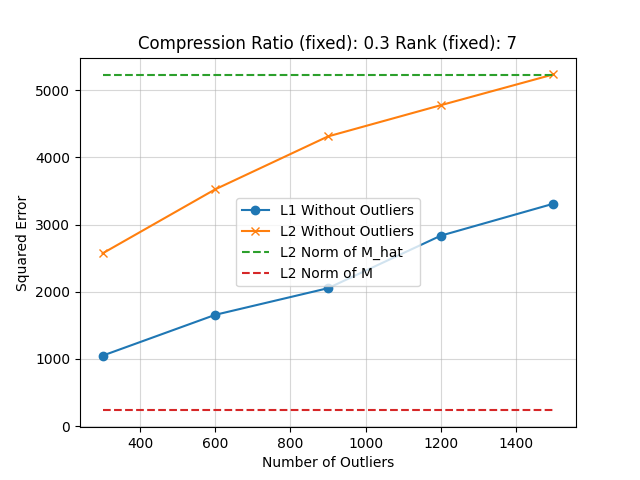 Compression Ratio (fixed): 0.3 Rank (fixed): 7
5000
4000
3000
2000
1000
0
Squared Error
L1 Without Outliers
L2 Without Outliers
L2 Norm of M_hat
L2 Norm of M
400 600 800 1000 1200 1400
Number of Outliers